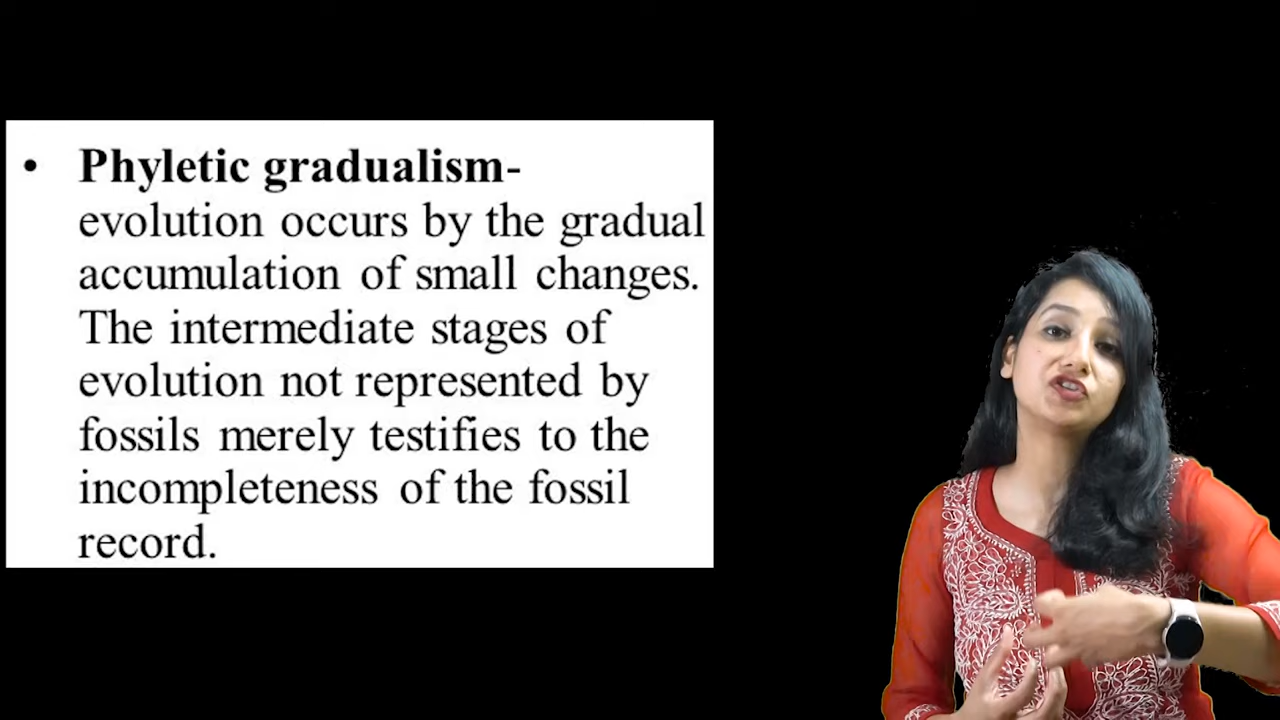 • Phyletic gradualism-
evolution occurs by the gradual
accumulation of small changes.
The intermediate stages of
evolution not represented by
fossils merely testifies to the
incompleteness of the fossil
record.